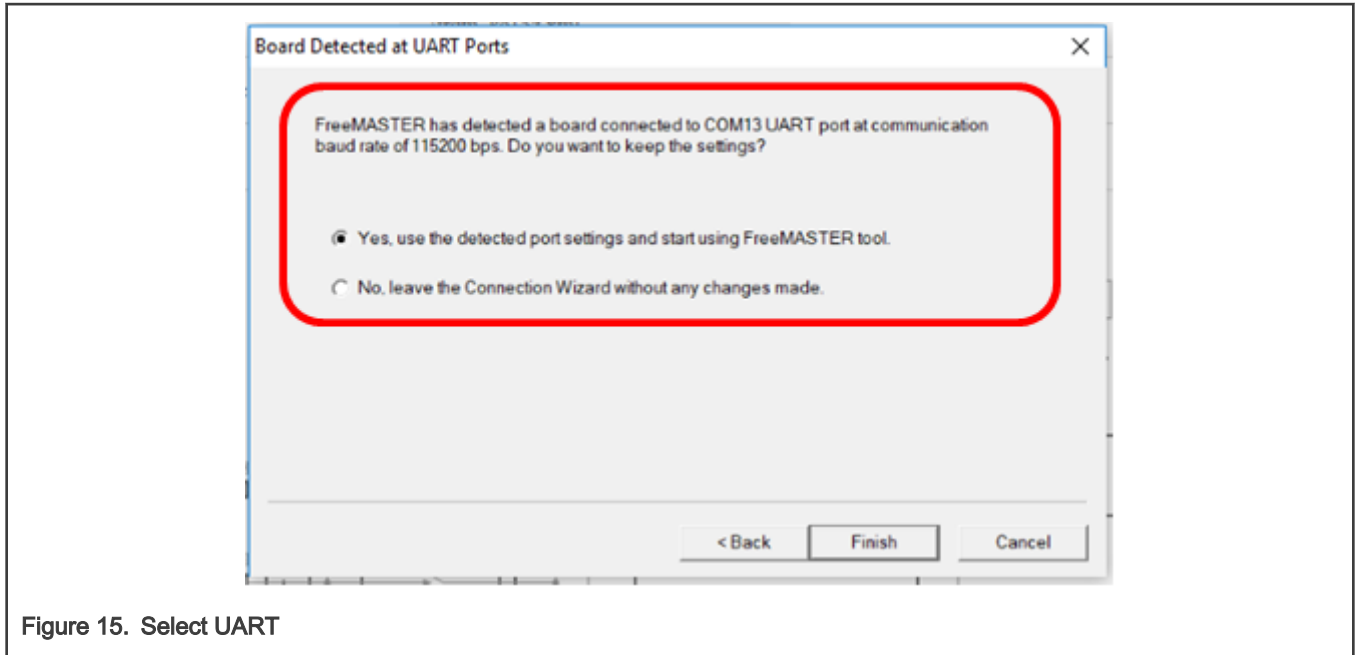 Board Detected at UART Ports
FreeMASTER has detected a board connected to COM13 UART port at communication
baud rate of 115200 bps. Do you want to keep the settings?
Yes, use the detected port settings and start using FreeMASTER tool.
No, leave the Connection Wizard without any changes made.
< Back Finish Cancel
Figure 15. Select UART